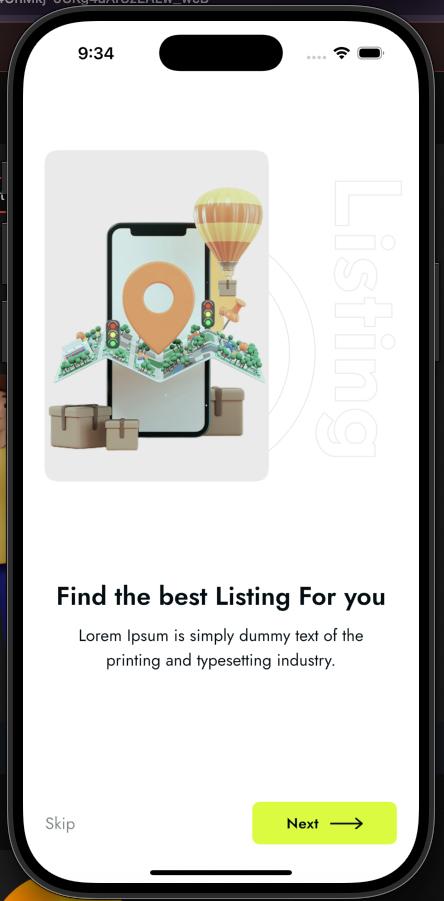 9:34
Listing
Find the best Listing For you
Lorem Ipsum is simply dummy text of the
printing and typesetting industry.
Skip
Next